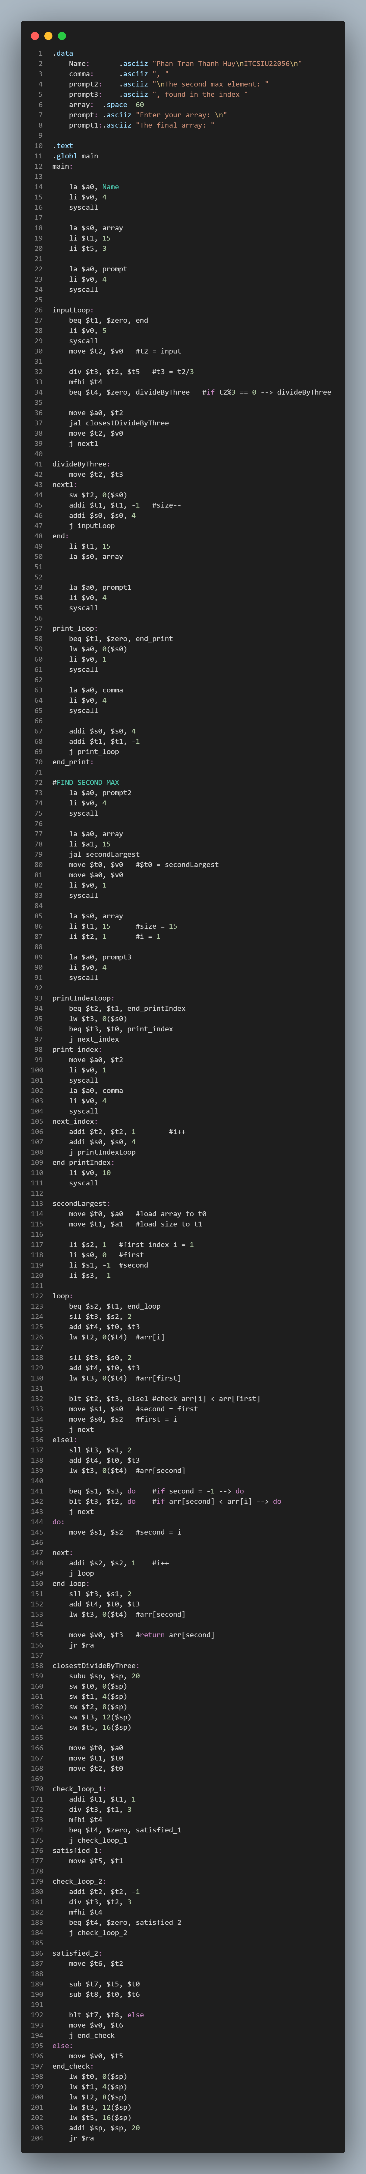 1 .data
2 Name: .asciiz "Phan Tran Thanh Huy\nITCSIU22056\n"
3 comma: .asciiz ", "
4 prompt2: .asciiz "\nThe second max element: "
5 prompt3: .asciiz ", found in the index "
6 array: .space 60
7 prompt: .asciiz "Enter your array: \n"
8 prompt1:.asciiz "The final array: "
9
10 .text
11 .globl main
12 main:
13
14 la $a0, Name
15 li $v0, 4
16 syscall
17
18 la $s0, array
19 li $t1, 15
20 li $t5, 3
21
22 la $a0, prompt
23 li $v0, 4
24 syscall
25
26 inputLoop:
27 beq $t1, $zero, end
28 li $v0, 5
29 syscall
30 move $t2, $v0 #t2 = input
31
32 div $t3, $t2, $t5 #t3 = t2/3
33 mfhi $t4
34 beq $t4, $zero, divideByThree #if t2%3 == 0 --> divideByThree
35
36 move $a0, $t2
37 jal closestDivideByThree
38 move $t2, $v0
39 j next1
40
41 divideByThree:
42 move $t2, $t3
43 next1:
44 sw $t2, 0($s0)
45 addi $t1, $t1, -1 #size--
46 addi $s0, $s0, 4
47 j inputLoop
48 end:
49 li $t1, 15
50 la $s0, array
51
52
53 la $a0, prompt1
54 li $v0, 4
55 syscall
56
57 print_loop:
58 beq $t1, $zero, end_print
59 lw $a0, 0($s0)
60 li $v0, 1
61 syscall
62
63 la $a0, comma
64 li $v0, 4
65 syscall
66
67 addi $s0, $s0, 4
68 addi $t1, $t1, -1
69 j print_loop
70 end_print:
71
72 #FIND SECOND MAX
73 la $a0, prompt2
74 li $v0, 4
75 syscall
76
77 la $a0, array
78 li $a1, 15
79 jal secondLargest
80 move $t0, $v0 #$t0 = secondLargest
81 move $a0, $v0
82 li $v0, 1
83 syscall
84
85 la $s0, array
86 li $t1, 15 #size = 15
87 li $t2, 1 #i = 1
88
89 la $a0, prompt3
90 li $v0, 4
91 syscall
92
93 printIndexLoop:
94 beq $t2, $t1, end_printIndex
95 lw $t3, 0($s0)
96 beq $t3, $t0, print_index
97 j next_index
98 print_index:
99 move $a0, $t2
100 li $v0, 1
101 syscall
102 la $a0, comma
103 li $v0, 4
104 syscall
105 next_index:
106 addi $t2, $t2, 1 #i++
107 addi $s0, $s0, 4
108 j printIndexLoop
109 end_printIndex:
110 li $v0, 10
111 syscall
112
113 secondLargest:
114 move $t0, $a0 #load array to t0
115 move $t1, $a1 #load size to t1
116
117 li $s2, 1 #first index i = 1
118 li $s0, 0 #first
119 li $s1, -1 #second
120 li $s3, -1
121
122 loop:
123 beq $s2, $t1, end_loop
124 sll $t3, $s2, 2
125 add $t4, $t0, $t3
126 lw $t2, 0($t4) #arr[i]
127
128 sll $t3, $s0, 2
129 add $t4, $t0, $t3
130 lw $t3, 0($t4) #arr[first]
131
132 blt $t2, $t3, else1 #check arr[i] < arr[first]
133 move $s1, $s0 #second = first
134 move $s0, $s2 #first = i
135 j next
136 else1:
137 sll $t3, $s1, 2
138 add $t4, $t0, $t3
139 lw $t3, 0($t4) #arr[second]
140
141 beq $s1, $s3, do #if second = -1 --> do
142 blt $t3, $t2, do #if arr[second] < arr[i] --> do
143 j next
144 do:
145 move $s1, $s2 #second = i
146
147 next:
148 addi $s2, $s2, 1 #i++
149 j loop
150 end_loop:
151 sll $t3, $s1, 2
152 add $t4, $t0, $t3
153 lw $t3, 0($t4) #arr[second]
154
155 move $v0, $t3 #return arr[second]
156 jr $ra
157
158 closestDivideByThree:
159 subu $sp, $sp, 20
160 sw $t0, 0($sp)
161 sw $t1, 4($sp)
162 sw $t2, 8($sp)
163 sw $t3, 12($sp)
164 sw $t5, 16($sp)
165
166 move $t0, $a0
167 move $t1, $t0
168 move $t2, $t0
169
170 check_loop_1:
171 addi $t1, $t1, 1
172 div $t3, $t1, 3
173 mfhi $t4
174 beq $t4, $zero, satisfied_1
175 j check_loop_1
176 satisfied_1:
177 move $t5, $t1
178
179 check_loop_2:
180 addi $t2, $t2, -1
181 div $t3, $t2, 3
182 mfhi $t4
183 beq $t4, $zero, satisfied_2
184 j check_loop_2
185
186 satisfied_2:
187 move $t6, $t2
188
189 sub $t7, $t5, $t0
190 sub $t8, $t0, $t6
191
192 blt $t7, $t8, else
193 move $v0, $t6
194 j end_check
195 else:
196 move $v0, $t5
197 end_check:
198 lw $t0, 0($sp)
199 lw $t1, 4($sp)
200 lw $t2, 8($sp)
201 lw $t3, 12($sp)
202 lw $t5, 16($sp)
203 addi $sp, $sp, 20
204 jr $ra